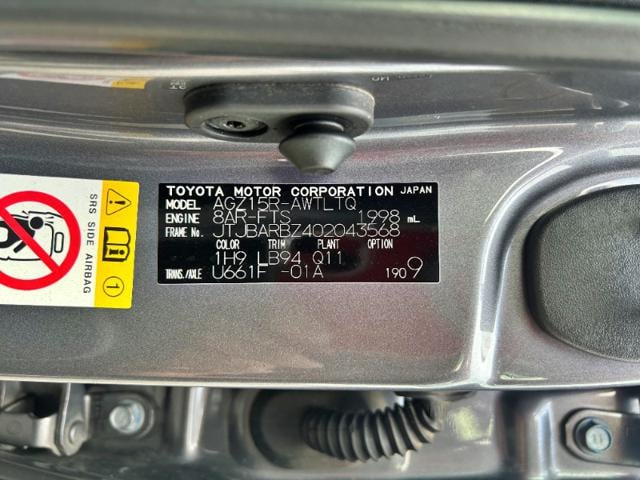 TOYOTA MOTOR CORPORATION JAPAN
MODEL AGZ15R-AWTLTQ
ENGINE 8AR-FTS 1998 mL
FRAME No. JTJBARBZ402043568
COLOR TRIM PLANT OPTION
1H9 LB94 Q11
TRANS./AXLE U661F -01A 1909
SRS SIDE AIRBAG